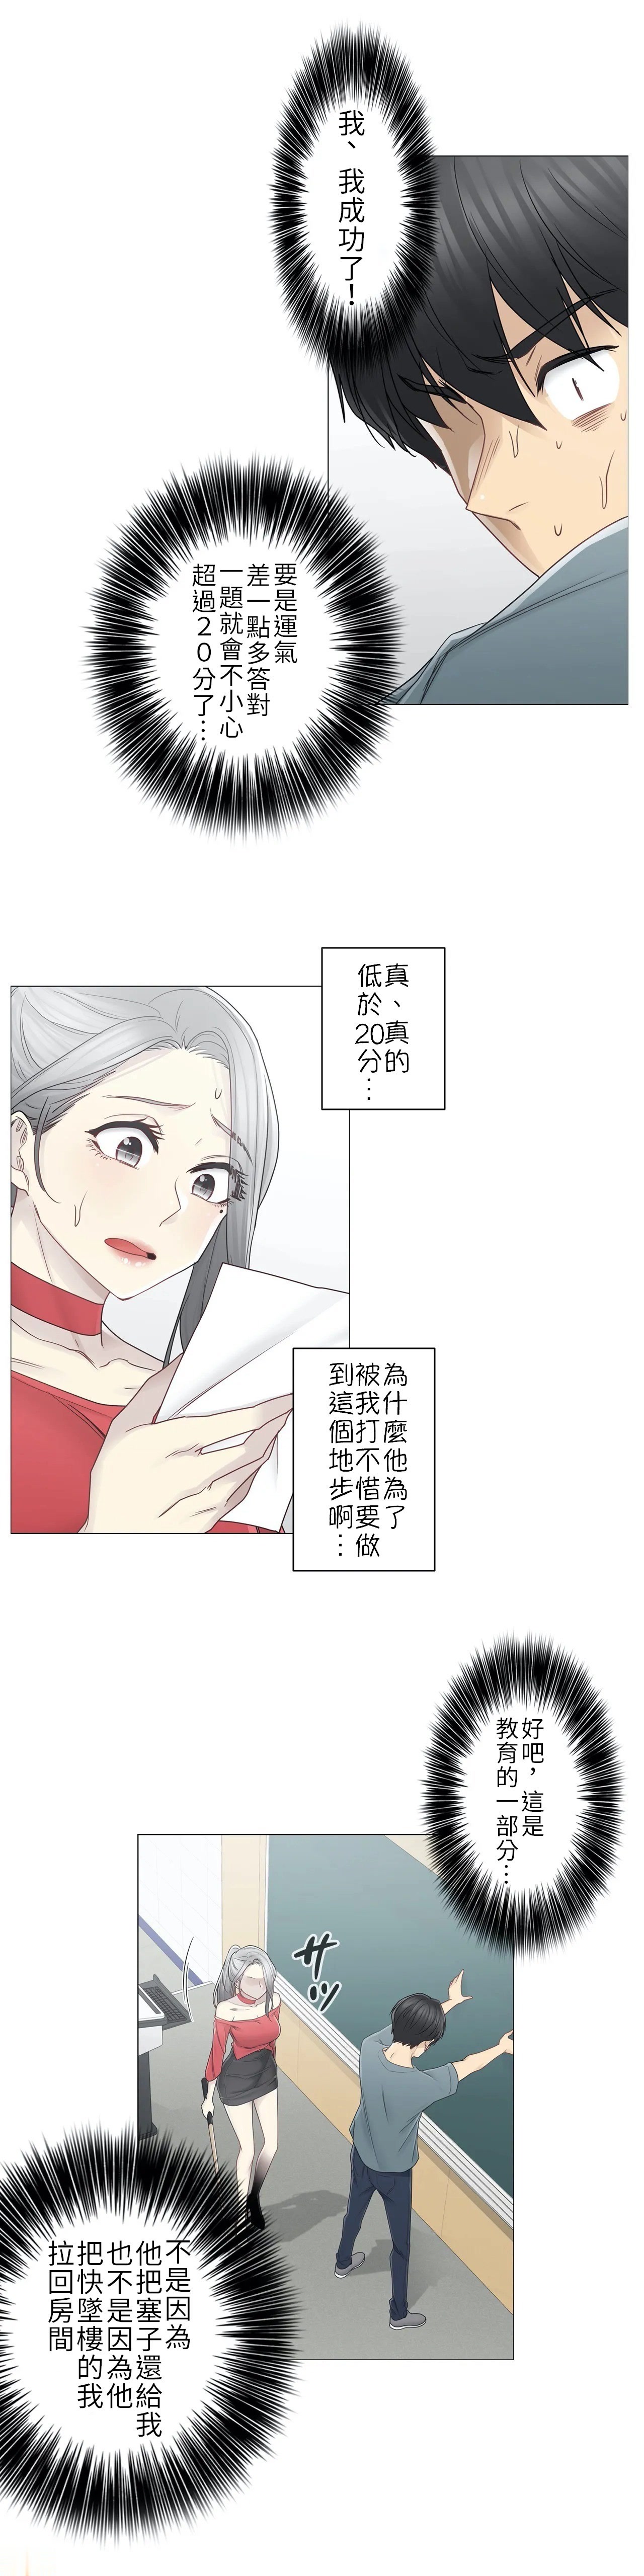 我、我成功了！
要是運氣
差一點多答對
一題就會不小心
超過20分了…
真、真的
低於20分…
為什麼他為了
被我打不惜要做
到這個地步啊…
好吧，這是
教育的一部分…
サッ
不是因為
他把塞子還給我
也不是因為他
把快墜樓的我
拉回房間